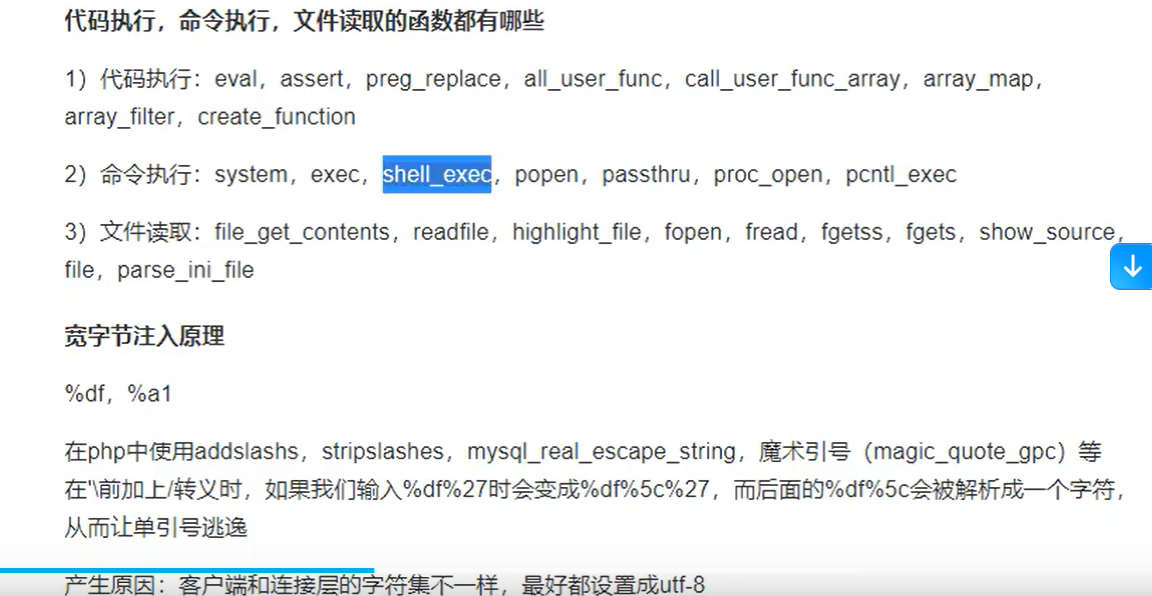 代码执行，命令执行，文件读取的函数都有哪些
1）代码执行：eval，assert，preg_replace，all_user_func，call_user_func_array，array_map，
array_filter，create_function
2）命令执行：system，exec，shell_exec，popen，passthru，proc_open，pcntl_exec
3）文件读取：file_get_contents，readfile，highlight_file，fopen，fread，fgetss，fgets，show_source，
file，parse_ini_file
宽字节注入原理
%df，%a1
在php中使用addslashs，stripslashes，mysql_real_escape_string，魔术引号（magic_quote_gpc）等
在'\前加上/转义时，如果我们输入%df%27时会变成%df%5c%27，而后面的%df%5c会被解析成一个字符，
从而让单引号逃逸
产生原因：客户端和连接层的字符集不一样，最好都设置成utf-8